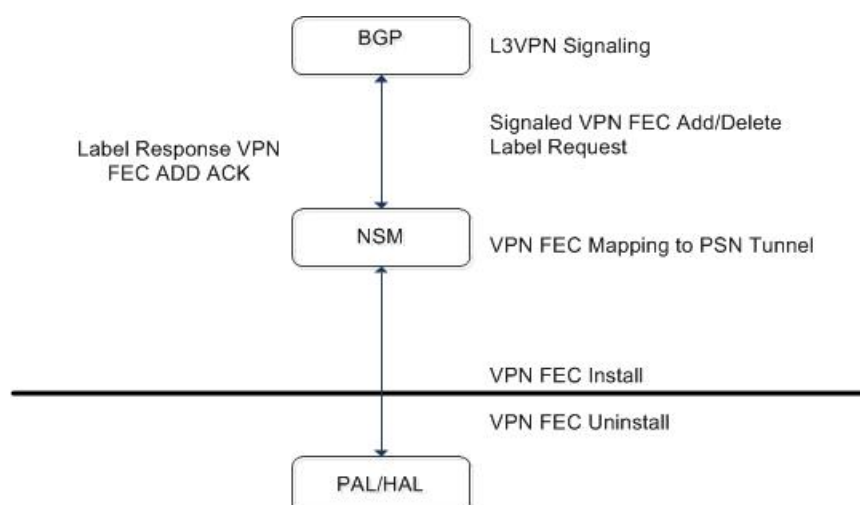 BGP
L3VPN Signaling
Signaled VPN FEC Add/Delete
Label Request
Label Response VPN
FEC ADD ACK
NSM
VPN FEC Mapping to PSN Tunnel
VPN FEC Install
VPN FEC Uninstall
PAL/HAL